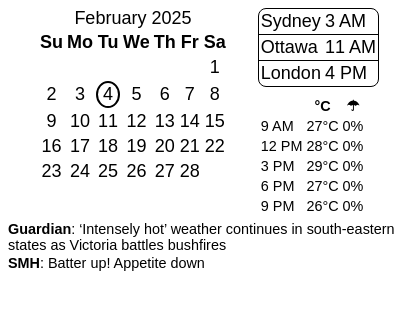 February 2025
Su Mo Tu We Th Fr Sa
1
2 3 4 5 6 7 8
9 10 11 12 13 14 15
16 17 18 19 20 21 22
23 24 25 26 27 28
Sydney 3 AM
Ottawa 11 AM
London 4 PM
°C ☂
9 AM 27°C 0%
12 PM 28°C 0%
3 PM 29°C 0%
6 PM 27°C 0%
9 PM 26°C 0%
Guardian: ‘Intensely hot’ weather continues in south-eastern
states as Victoria battles bushfires
SMH: Batter up! Appetite down